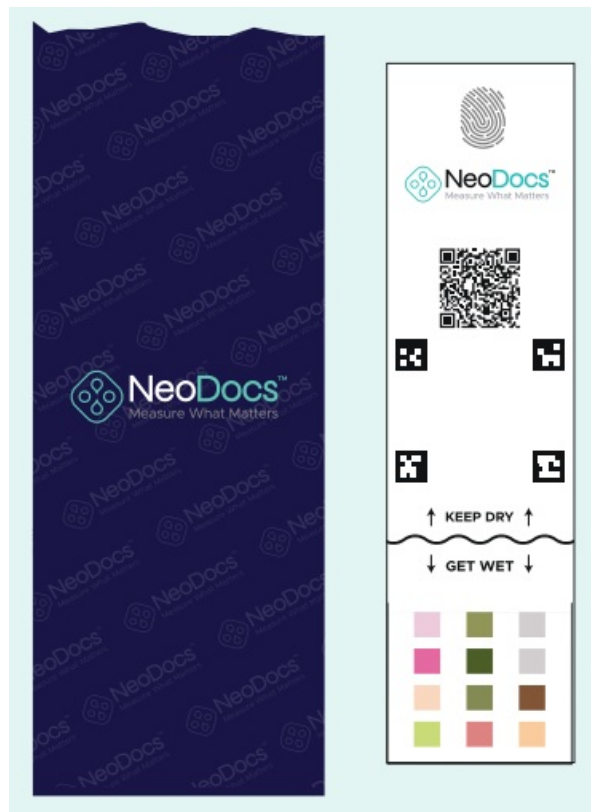 NeoDocs™
Measure What Matters
NeoDocs™
Measure What Matters
↑ KEEP DRY ↑
↓ GET WET ↓